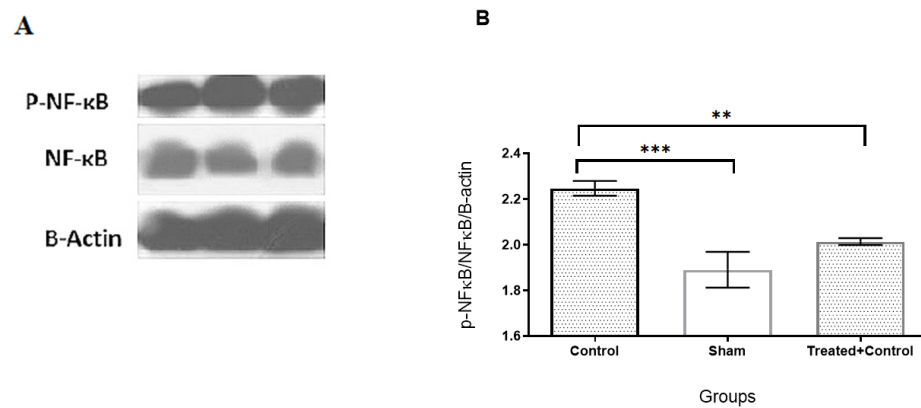 A
P-NF-κB
NF-κB
B-Actin
B
**
***
p-NFκB/NFκB/B-actin
2.4
2.2
2.0
1.8
1.6
Control Sham Treated+Control
Groups